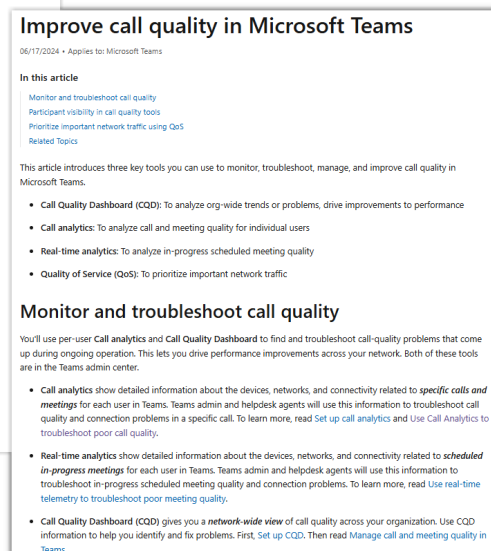 Improve call quality in Microsoft Teams
06/17/2024 • Applies to: Microsoft Teams
In this article
Monitor and troubleshoot call quality
Participant visibility in call quality tools
Prioritize important network traffic using QoS
Related Topics
This article introduces three key tools you can use to monitor, troubleshoot, manage, and improve call quality in
Microsoft Teams.
• Call Quality Dashboard (CQD): To analyze org-wide trends or problems, drive improvements to performance
• Call analytics: To analyze call and meeting quality for individual users
• Real-time analytics: To analyze in-progress scheduled meeting quality
• Quality of Service (QoS): To prioritize important network traffic
Monitor and troubleshoot call quality
You'll use per-user Call analytics and Call Quality Dashboard to find and troubleshoot call-quality problems that come
up during ongoing operation. This lets you drive performance improvements across your network. Both of these tools
are in the Teams admin center.
• Call analytics show detailed information about the devices, networks, and connectivity related to specific calls and
meetings for each user in Teams. Teams admin and helpdesk agents will use this information to troubleshoot call
quality and connection problems in a specific call. To learn more, read Set up call analytics and Use Call Analytics to
troubleshoot poor call quality.
• Real-time analytics show detailed information about the devices, networks, and connectivity related to scheduled
in-progress meetings for each user in Teams. Teams admin and helpdesk agents will use this information to
troubleshoot in-progress scheduled meeting quality and connection problems. To learn more, read Use real-time
telemetry to troubleshoot poor meeting quality.
• Call Quality Dashboard (CQD) gives you a network-wide view of call quality across your organization. Use CQD
information to help you identify and fix problems. First, Set up CQD. Then read Manage call and meeting quality in
Teams